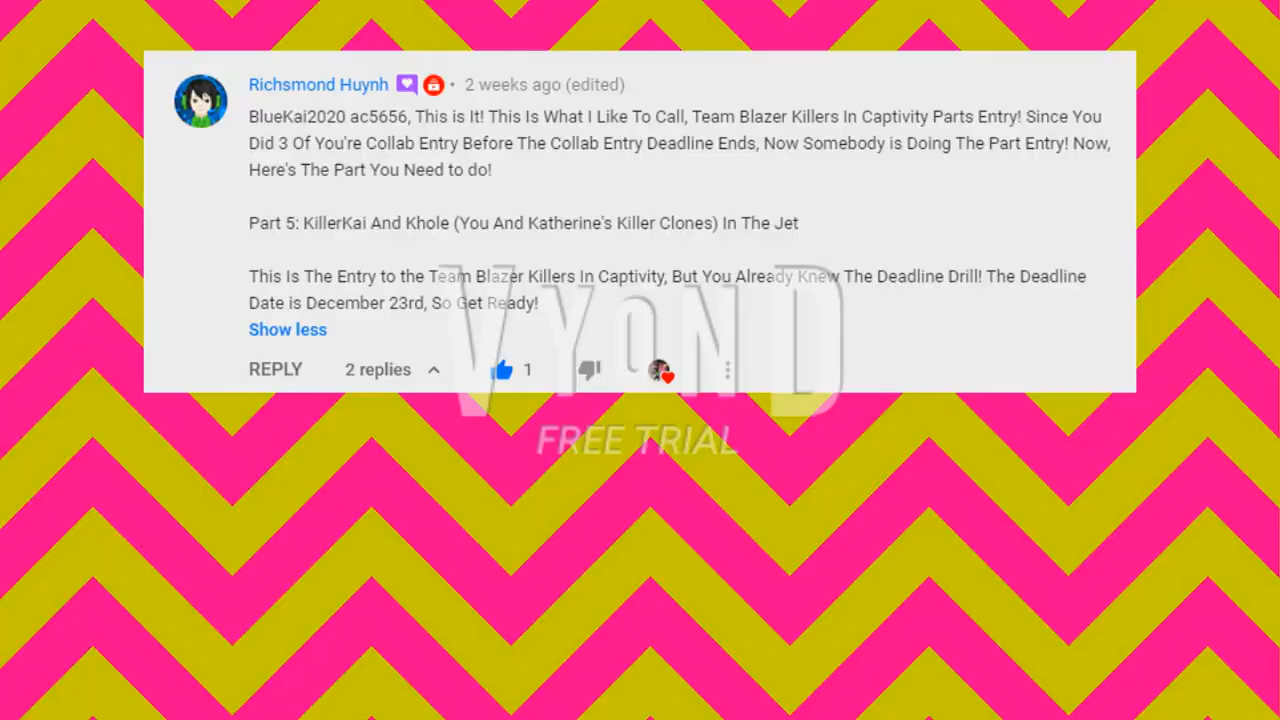 Richsmond Huynh • 2 weeks ago (edited)
BlueKai2020 ac5656, This is It! This Is What I Like To Call, Team Blazer Killers In Captivity Parts Entry! Since You
Did 3 Of You're Collab Entry Before The Collab Entry Deadline Ends, Now Somebody is Doing The Part Entry! Now,
Here's The Part You Need to do!
Part 5: KillerKai And Khole (You And Katherine's Killer Clones) In The Jet
This Is The Entry to the Team Blazer Killers In Captivity, But You Already Knew The Deadline Drill! The Deadline
Date is December 23rd, So Get Ready!
Show less
REPLY 2 replies 1
VYOND
FREE TRIAL